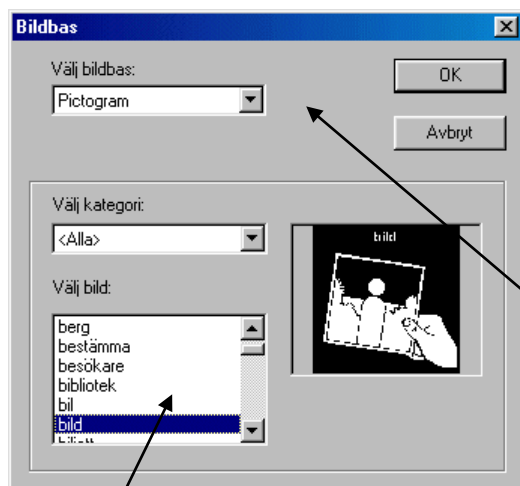 Bildbas
Välj bildbas:
Pictogram
OK
Avbryt
Välj kategori:
<Alla>
bild
Välj bild:
berg
bestämma
besökare
bibliotek
bil
bild